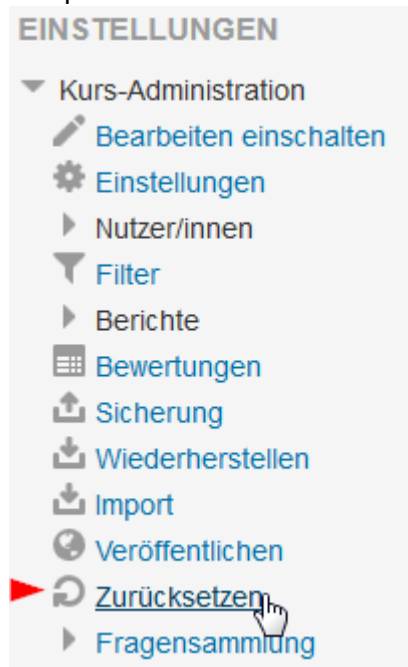 EINSTELLUNGEN
Kurs-Administration
Bearbeiten einschalten
Einstellungen
Nutzer/innen
Filter
Berichte
Bewertungen
Sicherung
Wiederherstellen
Import
Veröffentlichen
Zurücksetzen
Fragensammlung